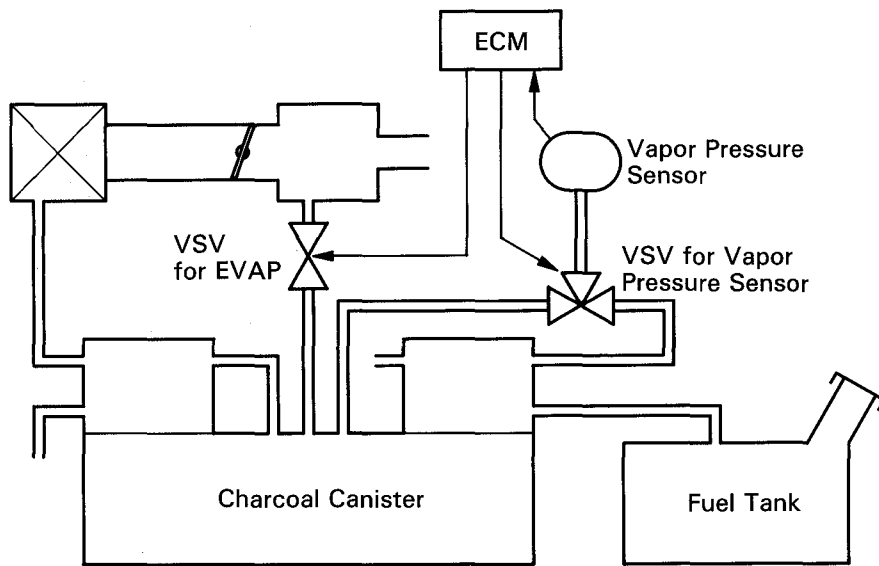 ECM
Vapor Pressure
Sensor
VSV
for EVAP
VSV for Vapor
Pressure Sensor
Charcoal Canister
Fuel Tank